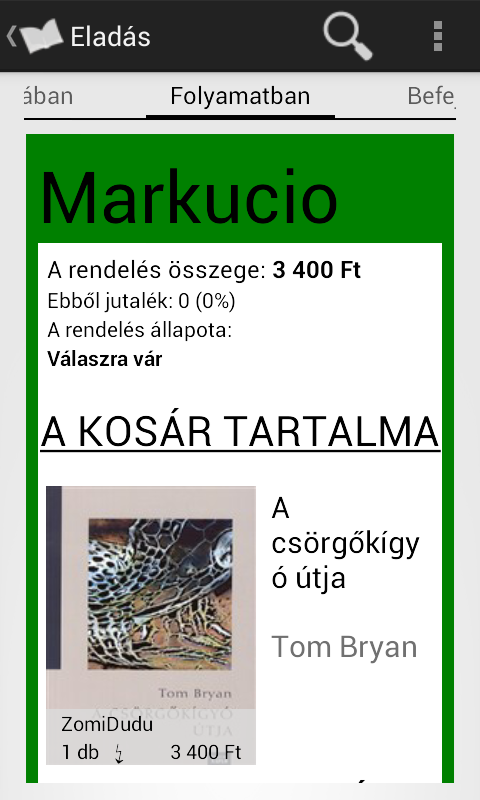 Eladás
ában
Folyamatban
Befe
Markucio
A rendelés összege: 3 400 Ft
Ebből jutalék: 0 (0%)
A rendelés állapota:
Válaszra vár
A KOSÁR TARTALMA
A
csörgőkígy
ó útja
Tom Bryan
Tom Bryan
A CSÖRGŐKÍGYÓ
ÚTJA
ZomiDudu
1 db
3 400 Ft